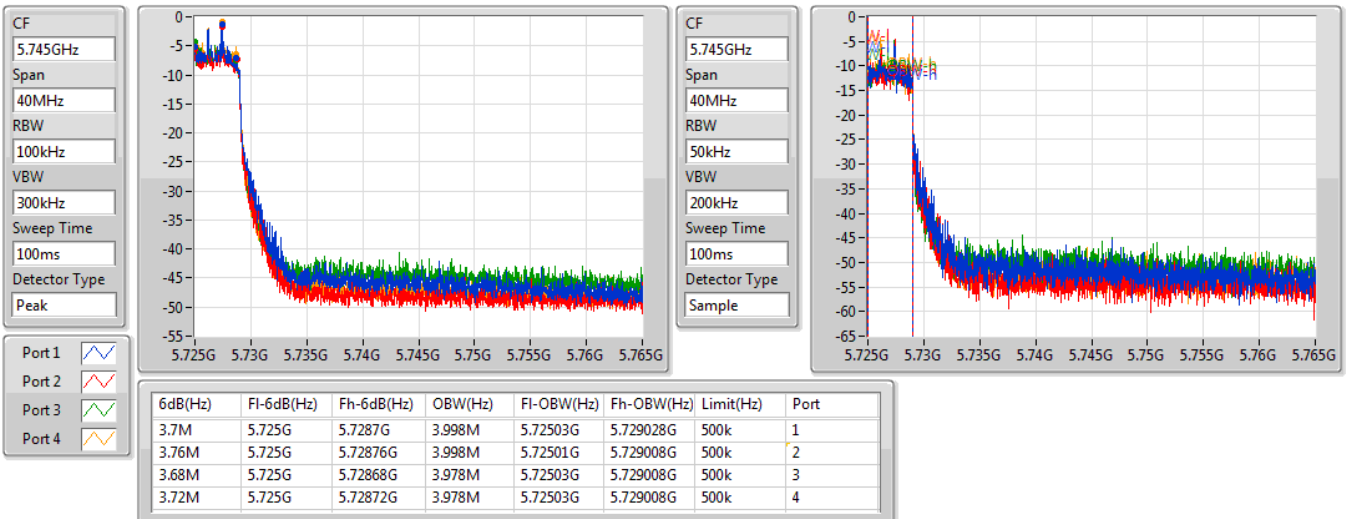 CF
5.745GHz
Span
40MHz
RBW
100kHz
VBW
300kHz
Sweep Time
100ms
Detector Type
Peak
0
-5
-10
-15
-20
-25
-30
-35
-40
-45
-50
-55
5.725G 5.73G 5.735G 5.74G 5.745G 5.75G 5.755G 5.76G 5.765G
CF
5.745GHz
Span
40MHz
RBW
50kHz
VBW
200kHz
Sweep Time
100ms
Detector Type
Sample
0
-5
-10
-15
-20
-25
-30
-35
-40
-45
-50
-55
-60
-65
5.725G 5.73G 5.735G 5.74G 5.745G 5.75G 5.755G 5.76G 5.765G
Port 1
Port 2
Port 3
Port 4
6dB(Hz) Fl-6dB(Hz) Fh-6dB(Hz) OBW(Hz) Fl-OBW(Hz) Fh-OBW(Hz) Limit(Hz) Port
3.7M 5.725G 5.7287G 3.998M 5.72503G 5.729028G 500k 1
3.76M 5.725G 5.72876G 3.998M 5.72501G 5.729008G 500k 2
3.68M 5.725G 5.72868G 3.978M 5.72503G 5.729008G 500k 3
3.72M 5.725G 5.72872G 3.978M 5.72503G 5.729008G 500k 4